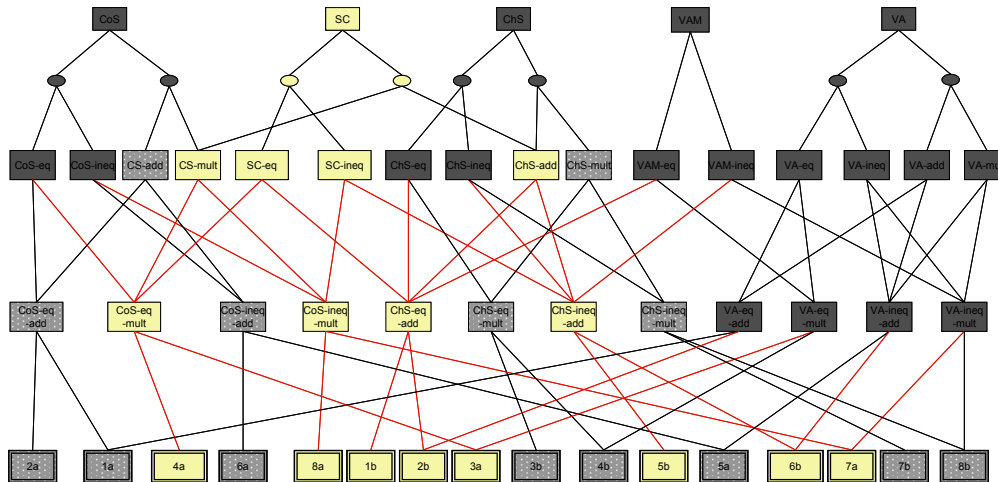 CoS SC ChS VAM VA
CoS-eq CoS-ineq CS-add CS-mult SC-eq SC-ineq ChS-eq ChS-ineq ChS-add ChS-mult VAM-eq VAM-ineq VA-eq VA-ineq VA-add VA-mu
CoS-eq CoS-eq CoS-ineq CoS-ineq ChS-eq ChS-eq ChS-ineq ChS-ineq VA-eq VA-eq VA-ineq VA-ineq
-add -mult -add -mult -add -mult -add -mult -add -mult -add -mult
2a 1a 4a 6a 8a 1b 2b 3a 3b 4b 5b 5a 6b 7a 7b 8b